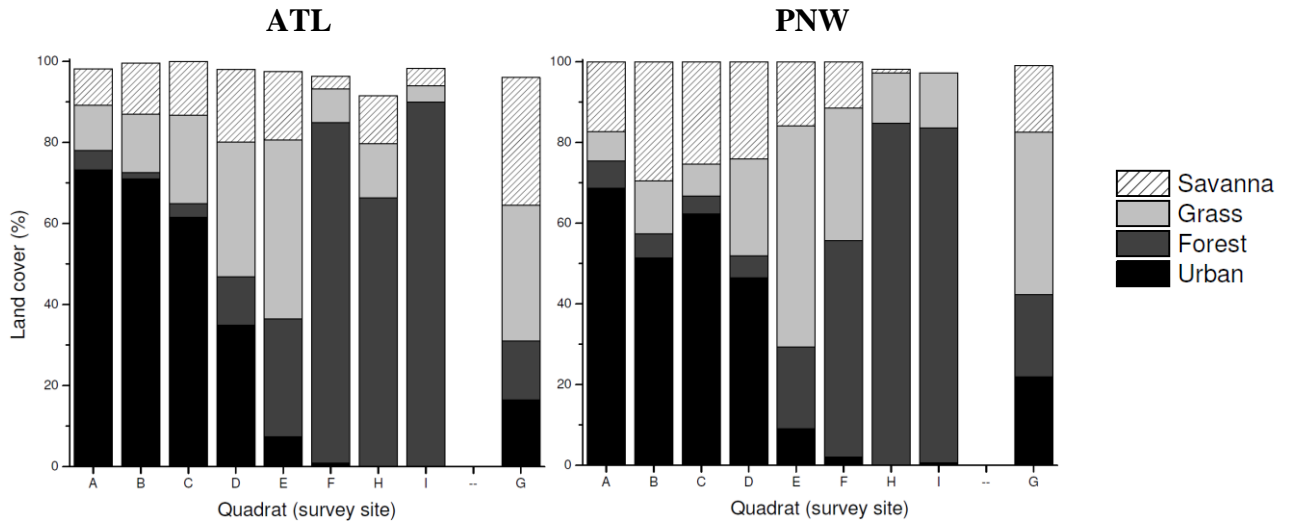 ATL
PNW
100
80
60
40
20
0
Land cover (%)
A B C D E F H I -- G
Quadrat (survey site)
100
80
60
40
20
0
A B C D E F H I -- G
Quadrat (survey site)
Savanna
Grass
Forest
Urban